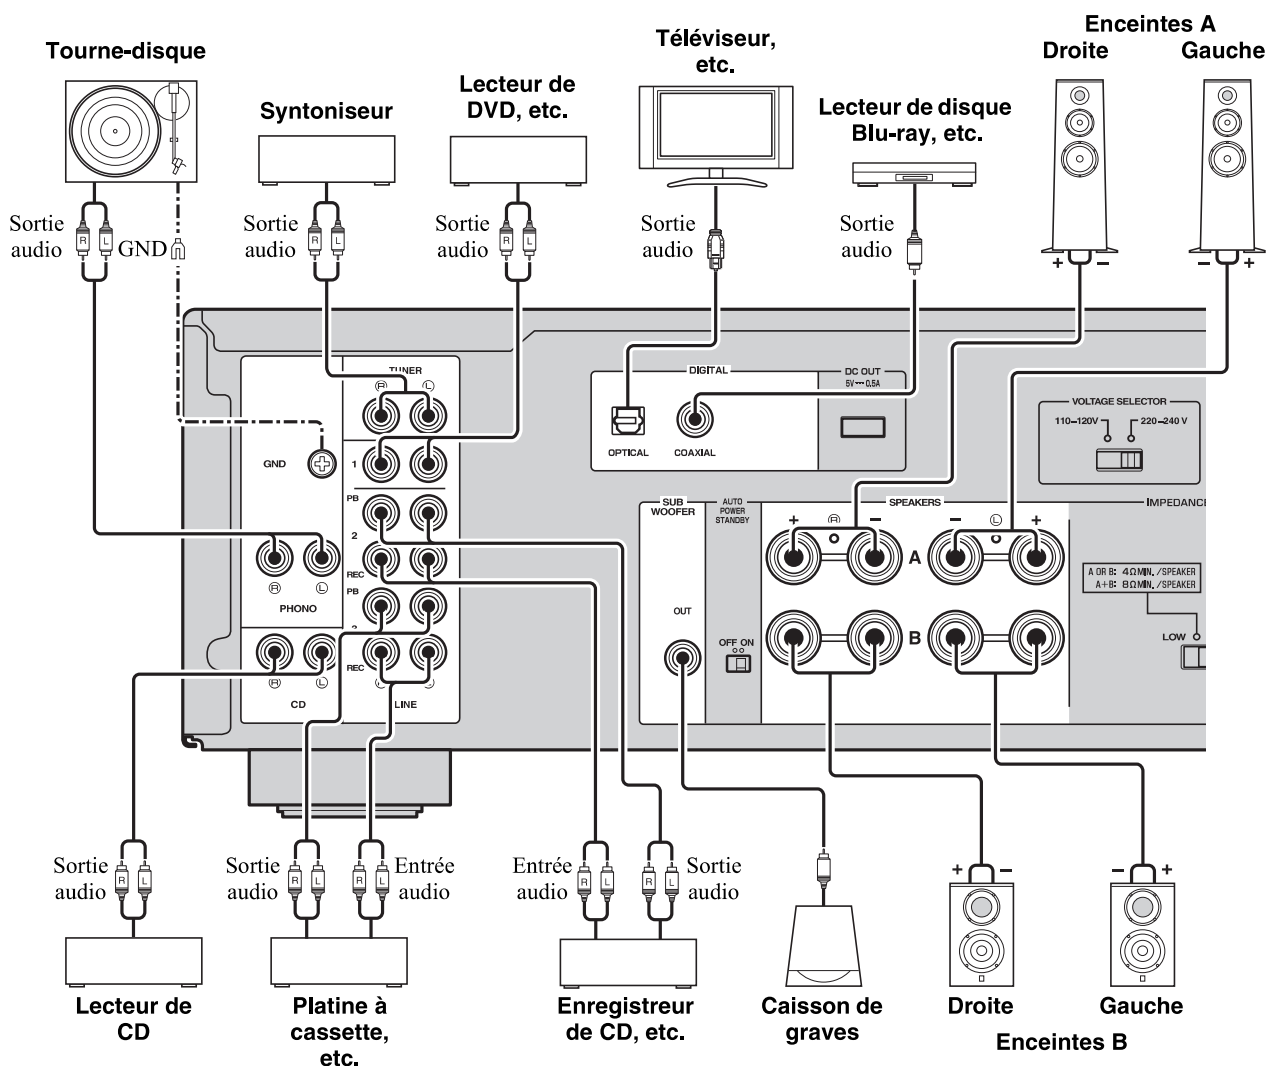 Enceintes A
Droite
Gauche
Tourne-disque
Syntoniseur
Lecteur de
DVD, etc.
Téléviseur,
etc.
Lecteur de disque
Blu-ray, etc.
Sortie
audio
R
L
GND
Sortie
audio
R
L
Sortie
audio
R
L
Sortie
audio
Sortie
audio
+
−
−
+
TUNER
R
L
GND
1
PB
2
REC
PB
3
REC
R
L
PHONO
R
L
CD
LINE
DIGITAL
OPTICAL
COAXIAL
DC OUT
5V 0.5A
VOLTAGE SELECTOR
110–120V
220–240 V
SUB
WOOFER
OUT
AUTO
POWER
STANDBY
OFF ON
SPEAKERS
+
R
−
−
L
+
A
B
IMPEDANCE
A OR B: 4ΩMIN. /SPEAKER
A+B: 8ΩMIN. /SPEAKER
LOW
Sortie
audio
R
L
Sortie
audio
R
L
R
L
Entrée
audio
Entrée
audio
R
L
R
L
Sortie
audio
+
−
−
+
Lecteur de
CD
Platine à
cassette,
etc.
Enregistreur
de CD, etc.
Caisson de
graves
Droite
Gauche
Enceintes B